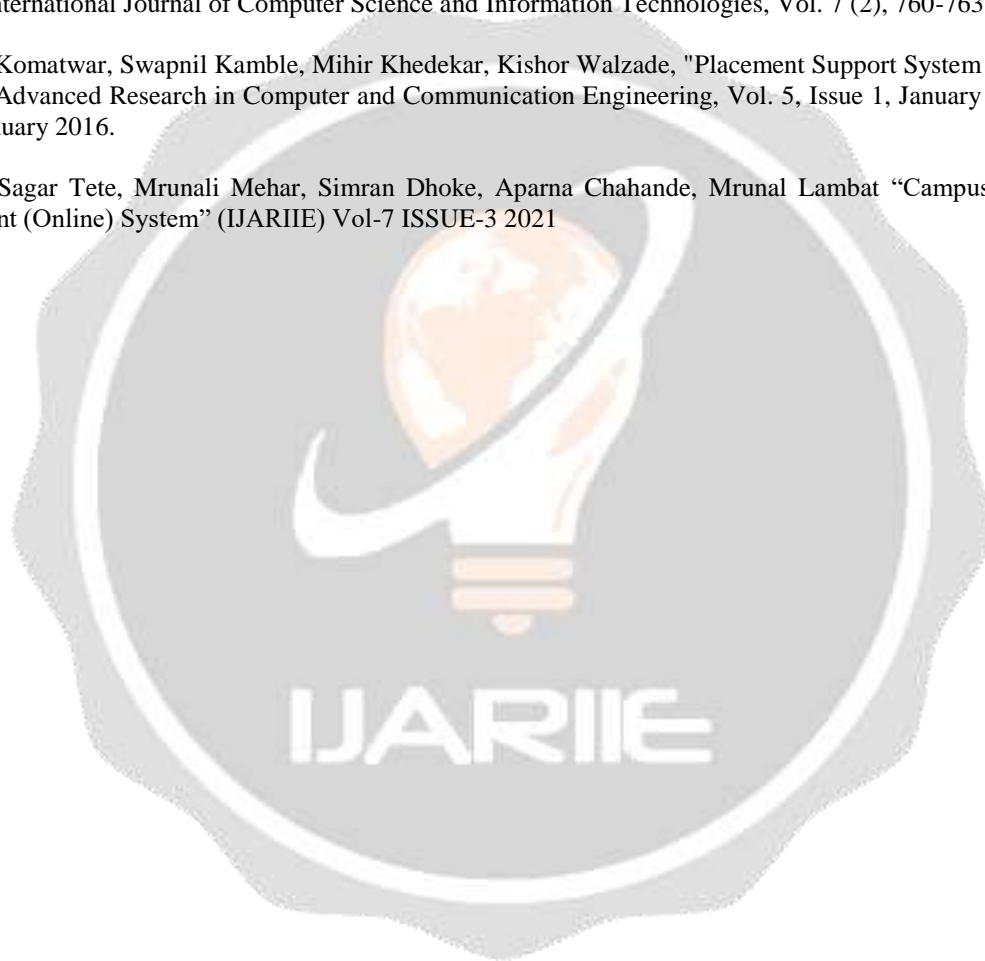 International Journal of Computer Science and Information Technologies, Vol. 7 (2), 760-763
Komatwar, Swapnil Kamble, Mihir Khedekar, Kishor Walzade, "Placement Support System
Advanced Research in Computer and Communication Engineering, Vol. 5, Issue 1, January
uary 2016.
Sagar Tete, Mrunali Mehar, Simran Dhoke, Aparna Chahande, Mrunal Lambat “Campus
nt (Online) System” (IJARIIE) Vol-7 ISSUE-3 2021
IJARIIE